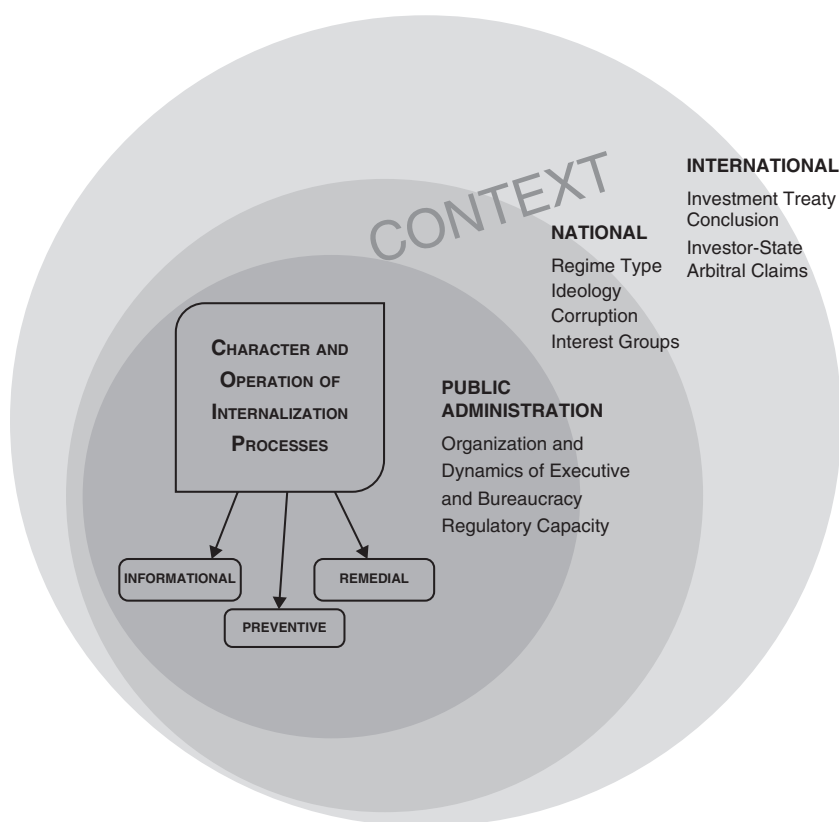 CONTEXT
INTERNATIONAL
Investment Treaty
Conclusion
Investor-State
Arbitral Claims
NATIONAL
Regime Type
Ideology
Corruption
Interest Groups
PUBLIC
ADMINISTRATION
Organization and
Dynamics of Executive
and Bureaucracy
Regulatory Capacity
CHARACTER AND
OPERATION OF
INTERNALIZATION
PROCESSES
INFORMATIONAL
REMEDIAL
PREVENTIVE